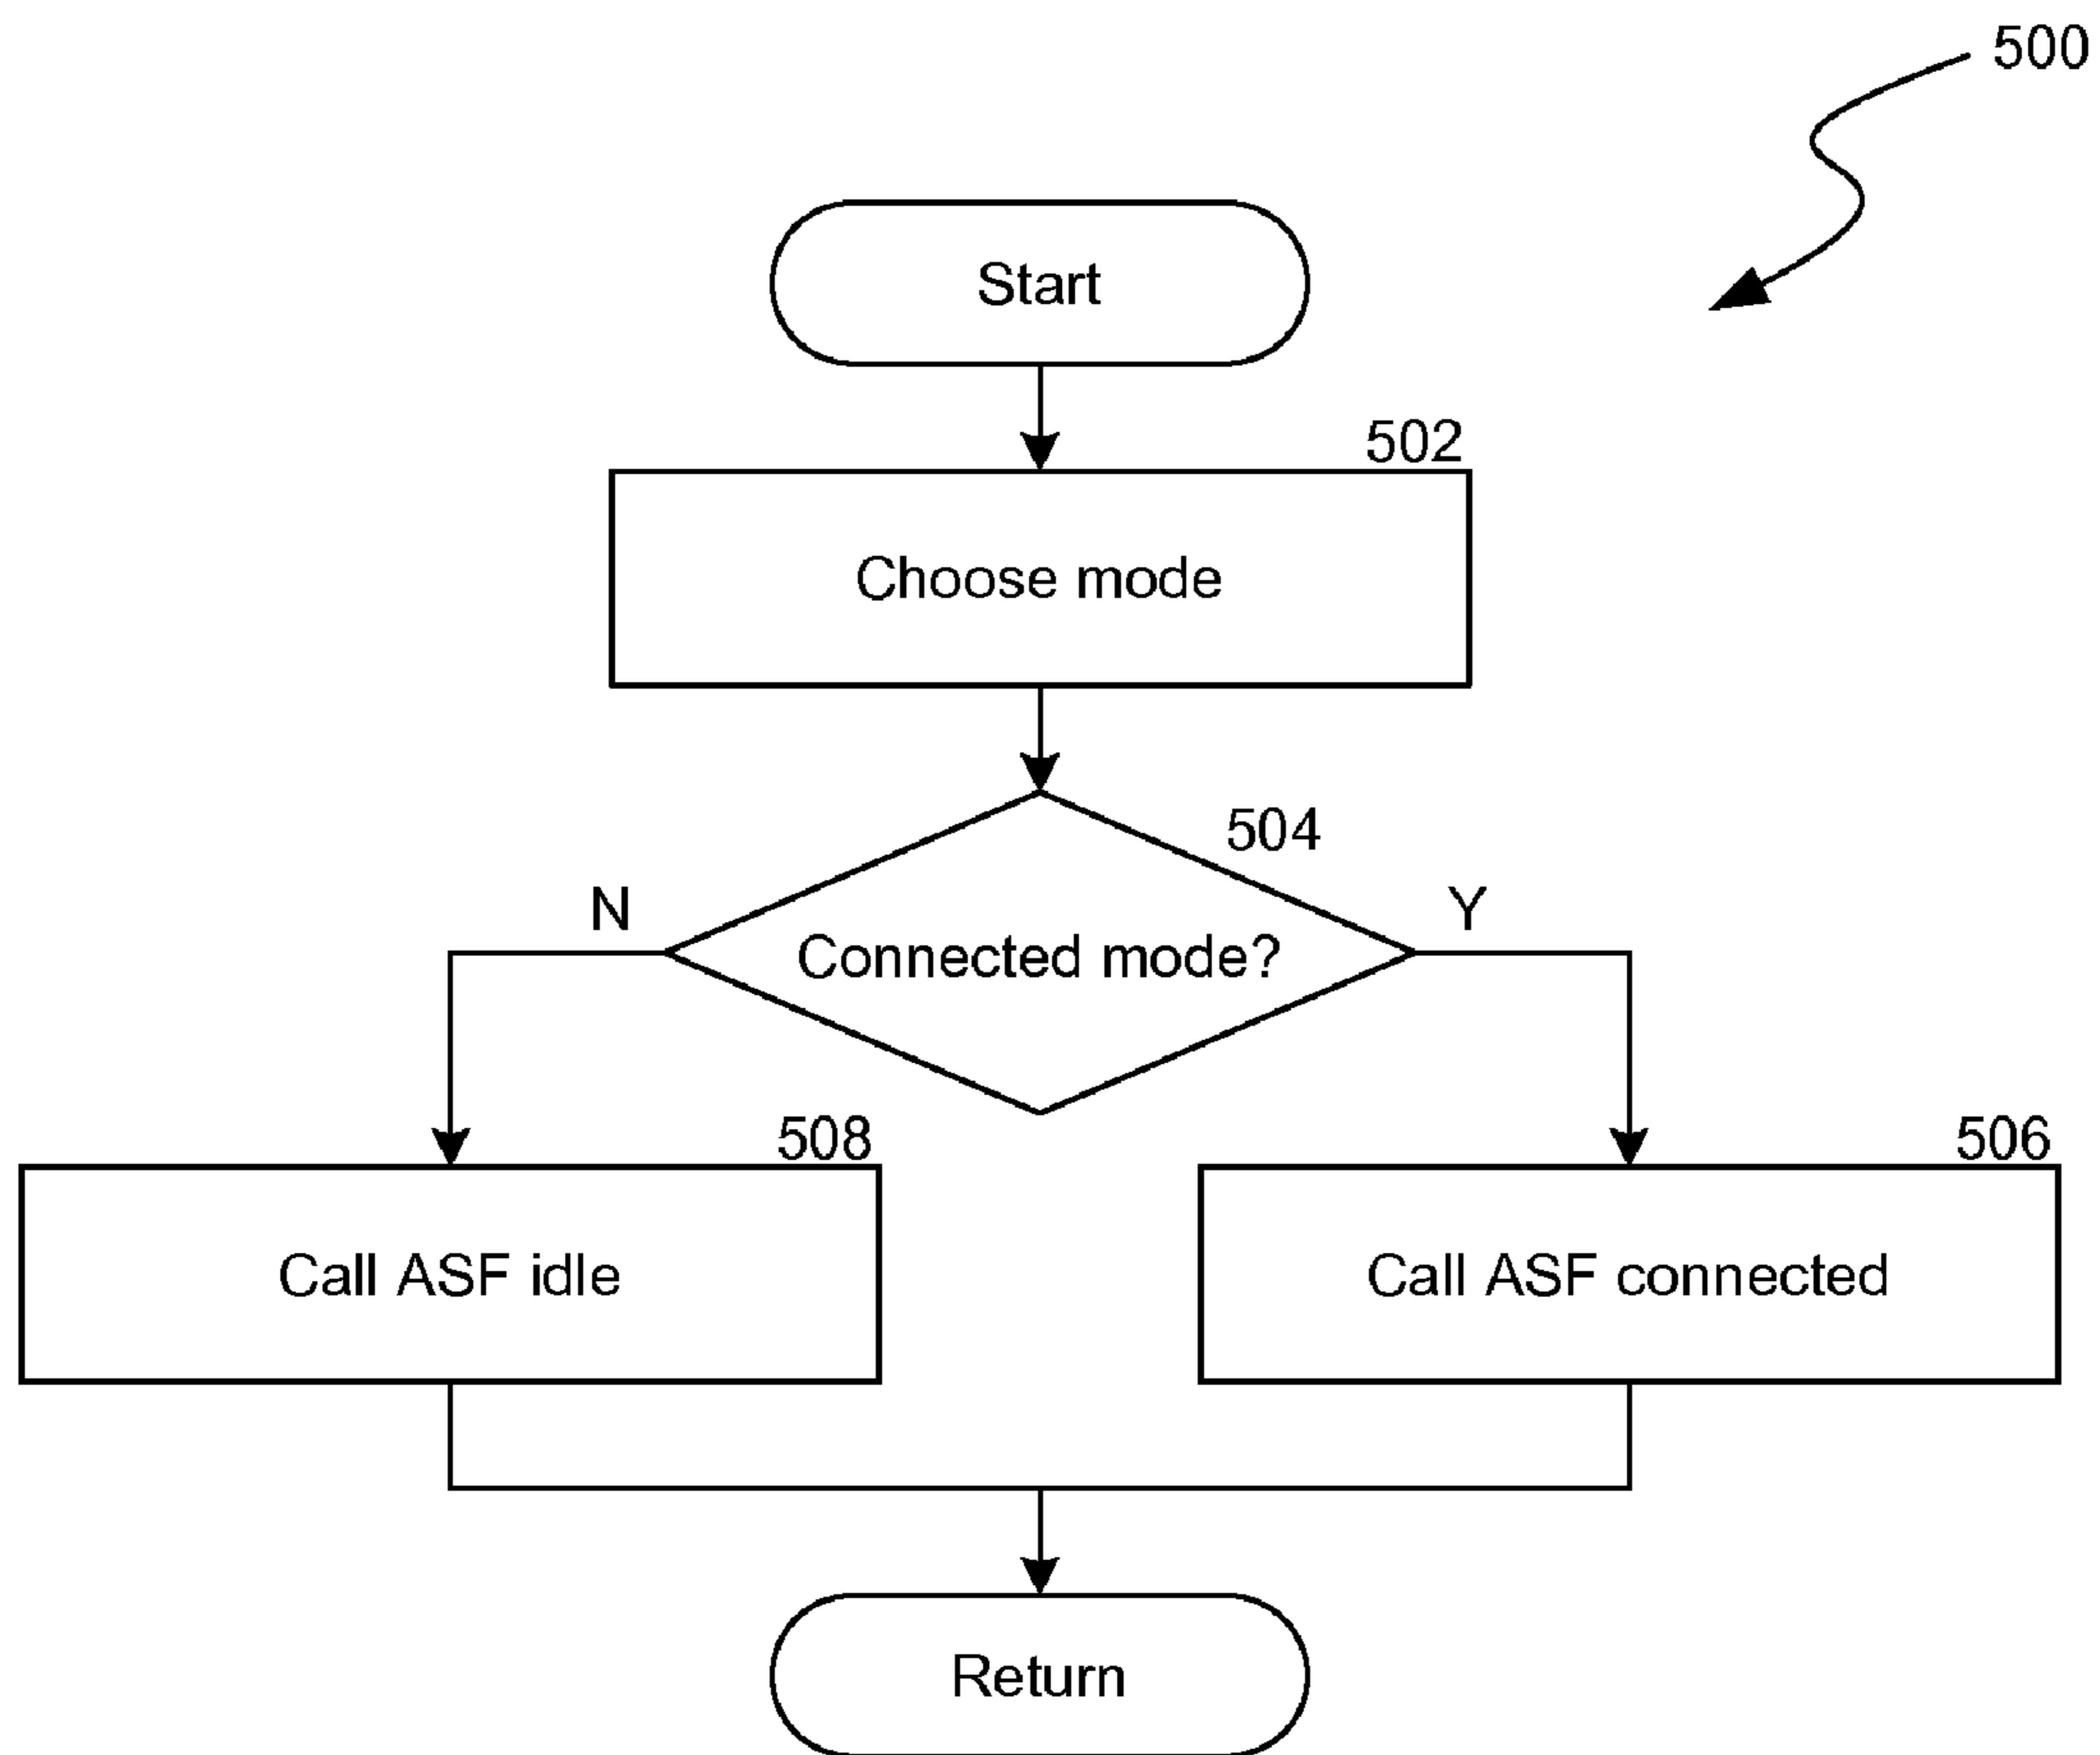 500
Start
502
Choose mode
504
N
Y
Connected mode?
508
506
Call ASF idle
Call ASF connected
Return